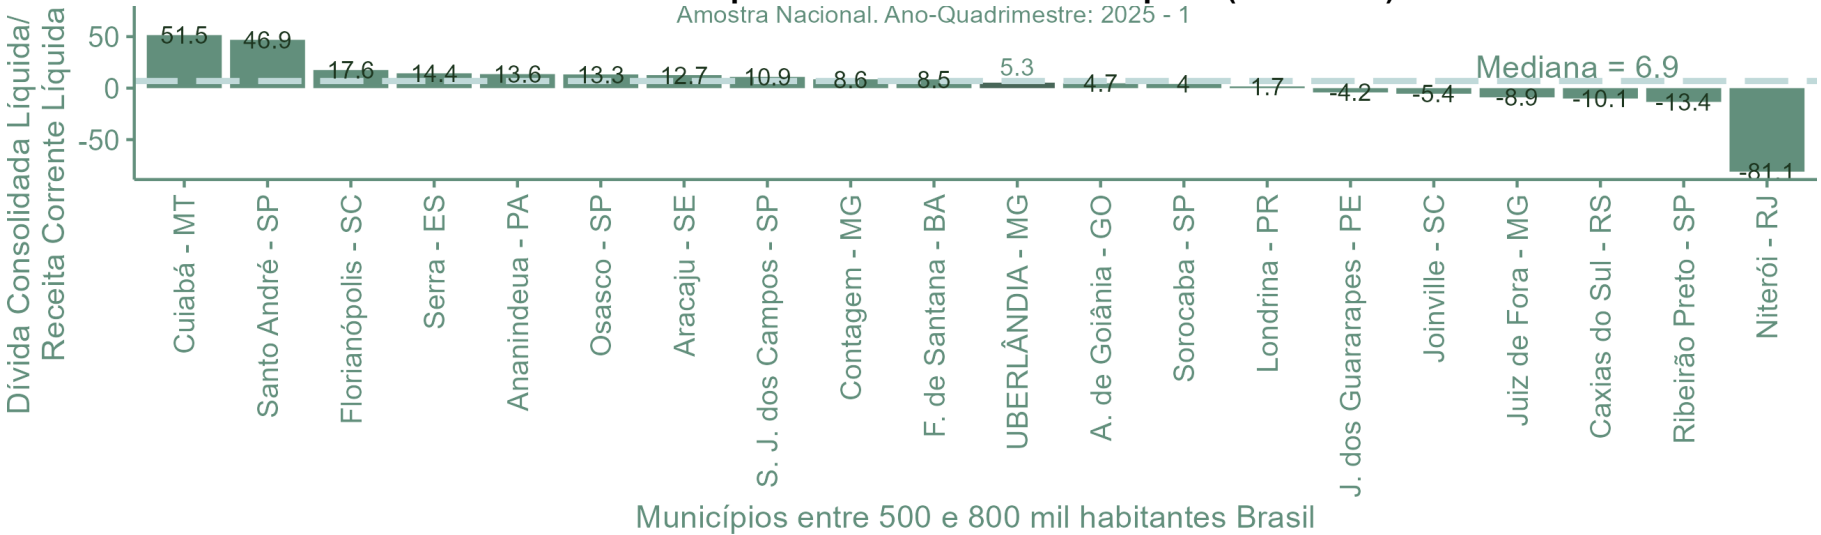 Amostra Nacional. Ano-Quadrimestre: 2025 - 1
Dívida Consolidada Líquida/
Receita Corrente Líquida
50
0
-50
51.5
46.9
17.6
14.4
13.6
13.3
12.7
10.9
8.6
8.5
5.3
4.7
4
1.7
-4.2
-5.4
-8.9
-10.1
-13.4
-81.1
Mediana = 6.9
Cuiabá - MT
Santo André - SP
Florianópolis - SC
Serra - ES
Ananindeua - PA
Osasco - SP
Aracaju - SE
S. J. dos Campos - SP
Contagem - MG
F. de Santana - BA
UBERLÂNDIA - MG
A. de Goiânia - GO
Sorocaba - SP
Londrina - PR
J. dos Guararapes - PE
Joinville - SC
Juiz de Fora - MG
Caxias do Sul - RS
Ribeirão Preto - SP
Niterói - RJ
Municípios entre 500 e 800 mil habitantes Brasil